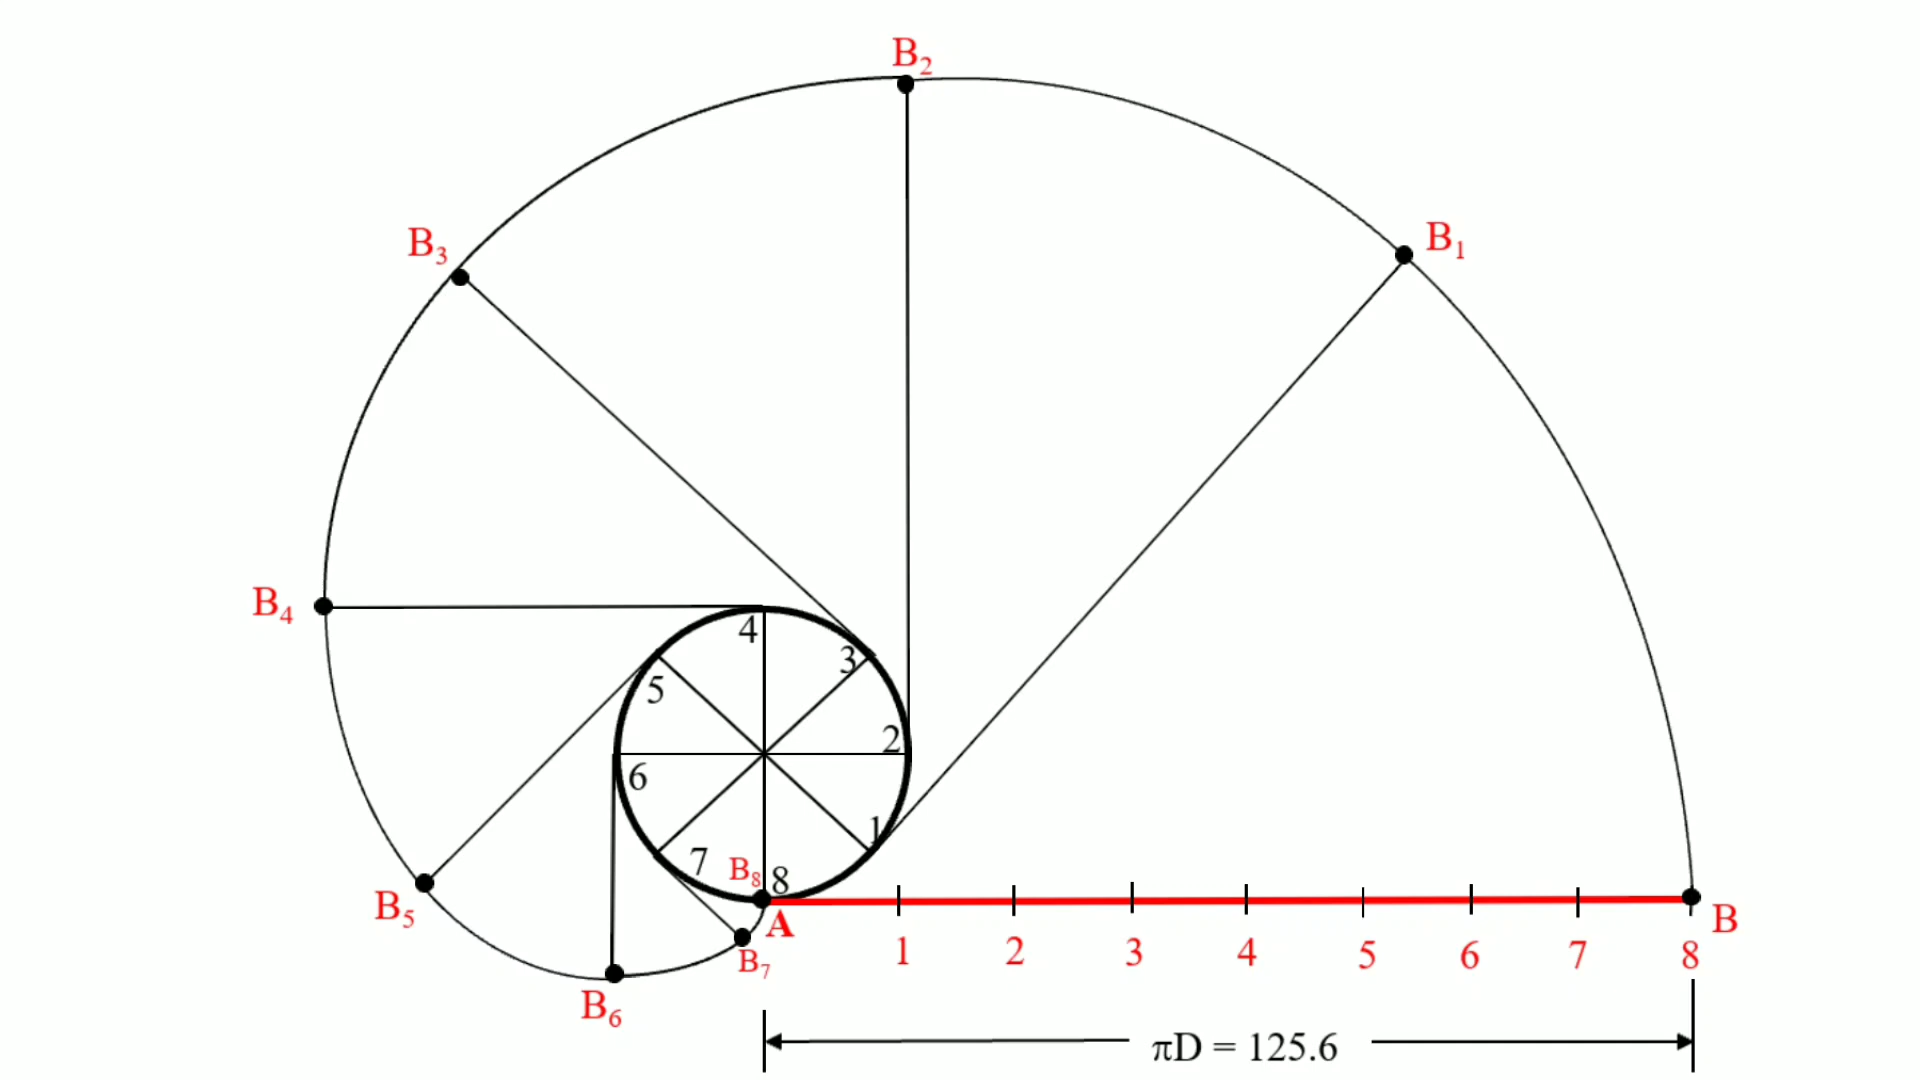 B₂
B₁
B₃
B₄
4
3
5
2
6
1
7
B₈
8
A
B₅
B
1 2 3 4 5 6 7 8
B₇
B₆
πD = 125.6